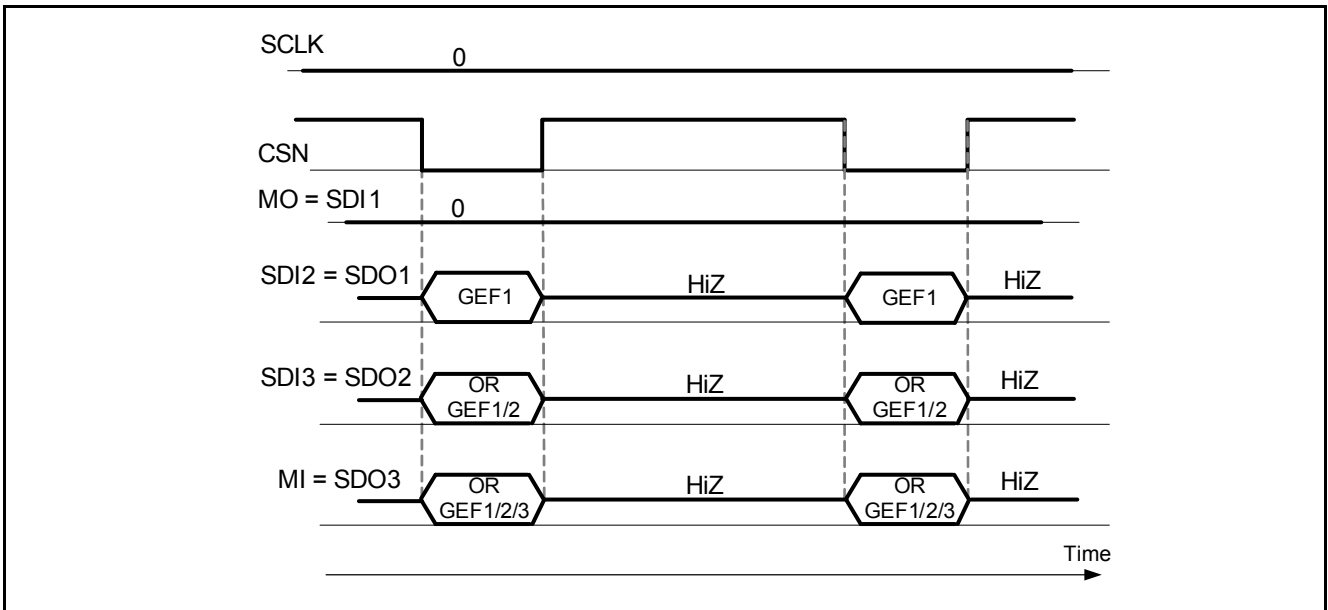 SCLK
0
CSN
MO = SDI1
0
SDI2 = SDO1
GEF1
HiZ
GEF1
HiZ
SDI3 = SDO2
OR
GEF1/2
HiZ
OR
GEF1/2
HiZ
MI = SDO3
OR
GEF1/2/3
HiZ
OR
GEF1/2/3
HiZ
Time